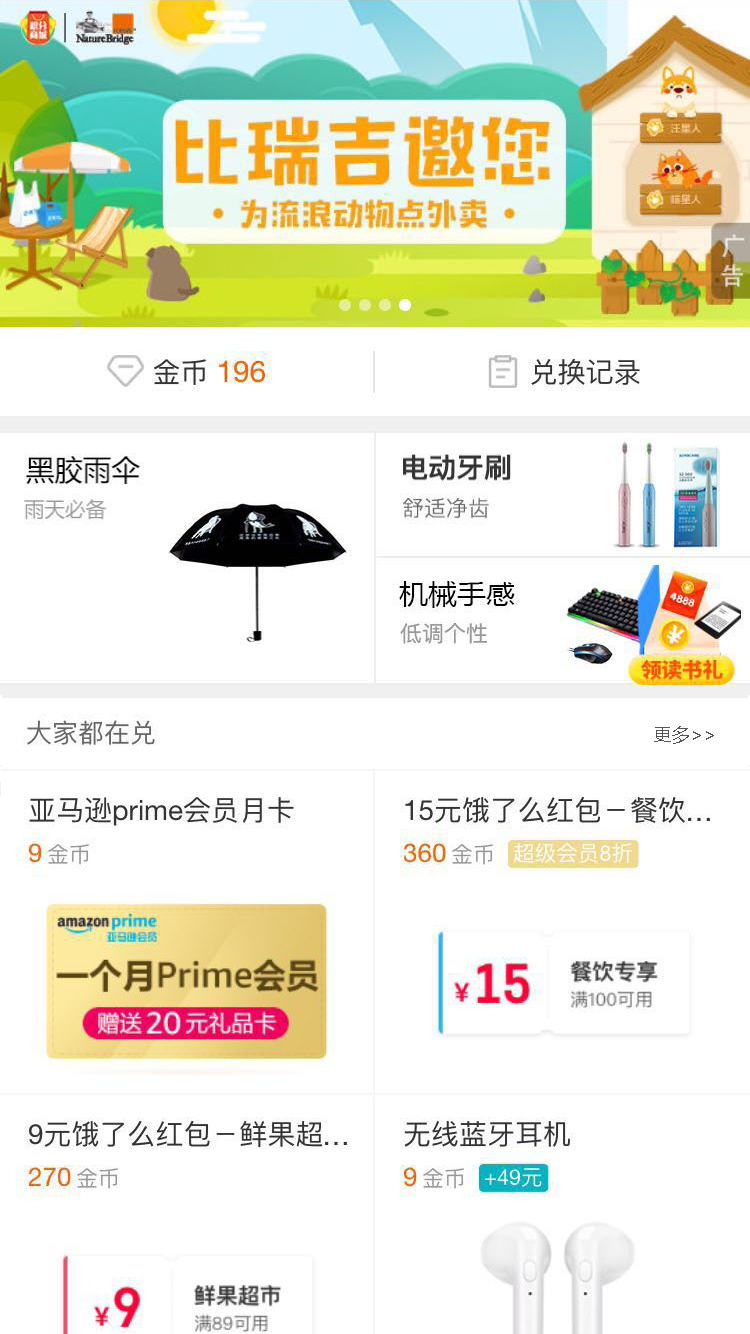 积分
商城
NatureBridge
比瑞吉邀您
·为流浪动物点外卖·
汪星人
喵星人
广告
金币 196
兑换记录
黑胶雨伞
雨天必备
电动牙刷
舒适净齿
机械手感
低调个性
4888
领读书礼
大家都在兑
更多>>
亚马逊prime会员月卡
9 金币
amazon prime
亚马逊会员
一个月Prime会员
赠送20元礼品卡
15元饿了么红包－餐饮...
360 金币 超级会员8折
¥15
餐饮专享
满100可用
9元饿了么红包－鲜果超...
270 金币
¥9
鲜果超市
满89可用
无线蓝牙耳机
9 金币 +49元